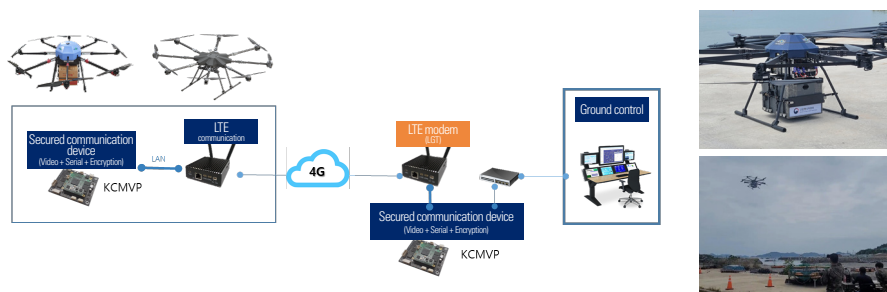 Secured communication
device
(Video + Serial + Encryption)
KCMVP
LAN
LTE
communication
4G
LTE modem
(LGT)
Secured communication device
(Video + Serial + Encryption)
KCMVP
Ground control